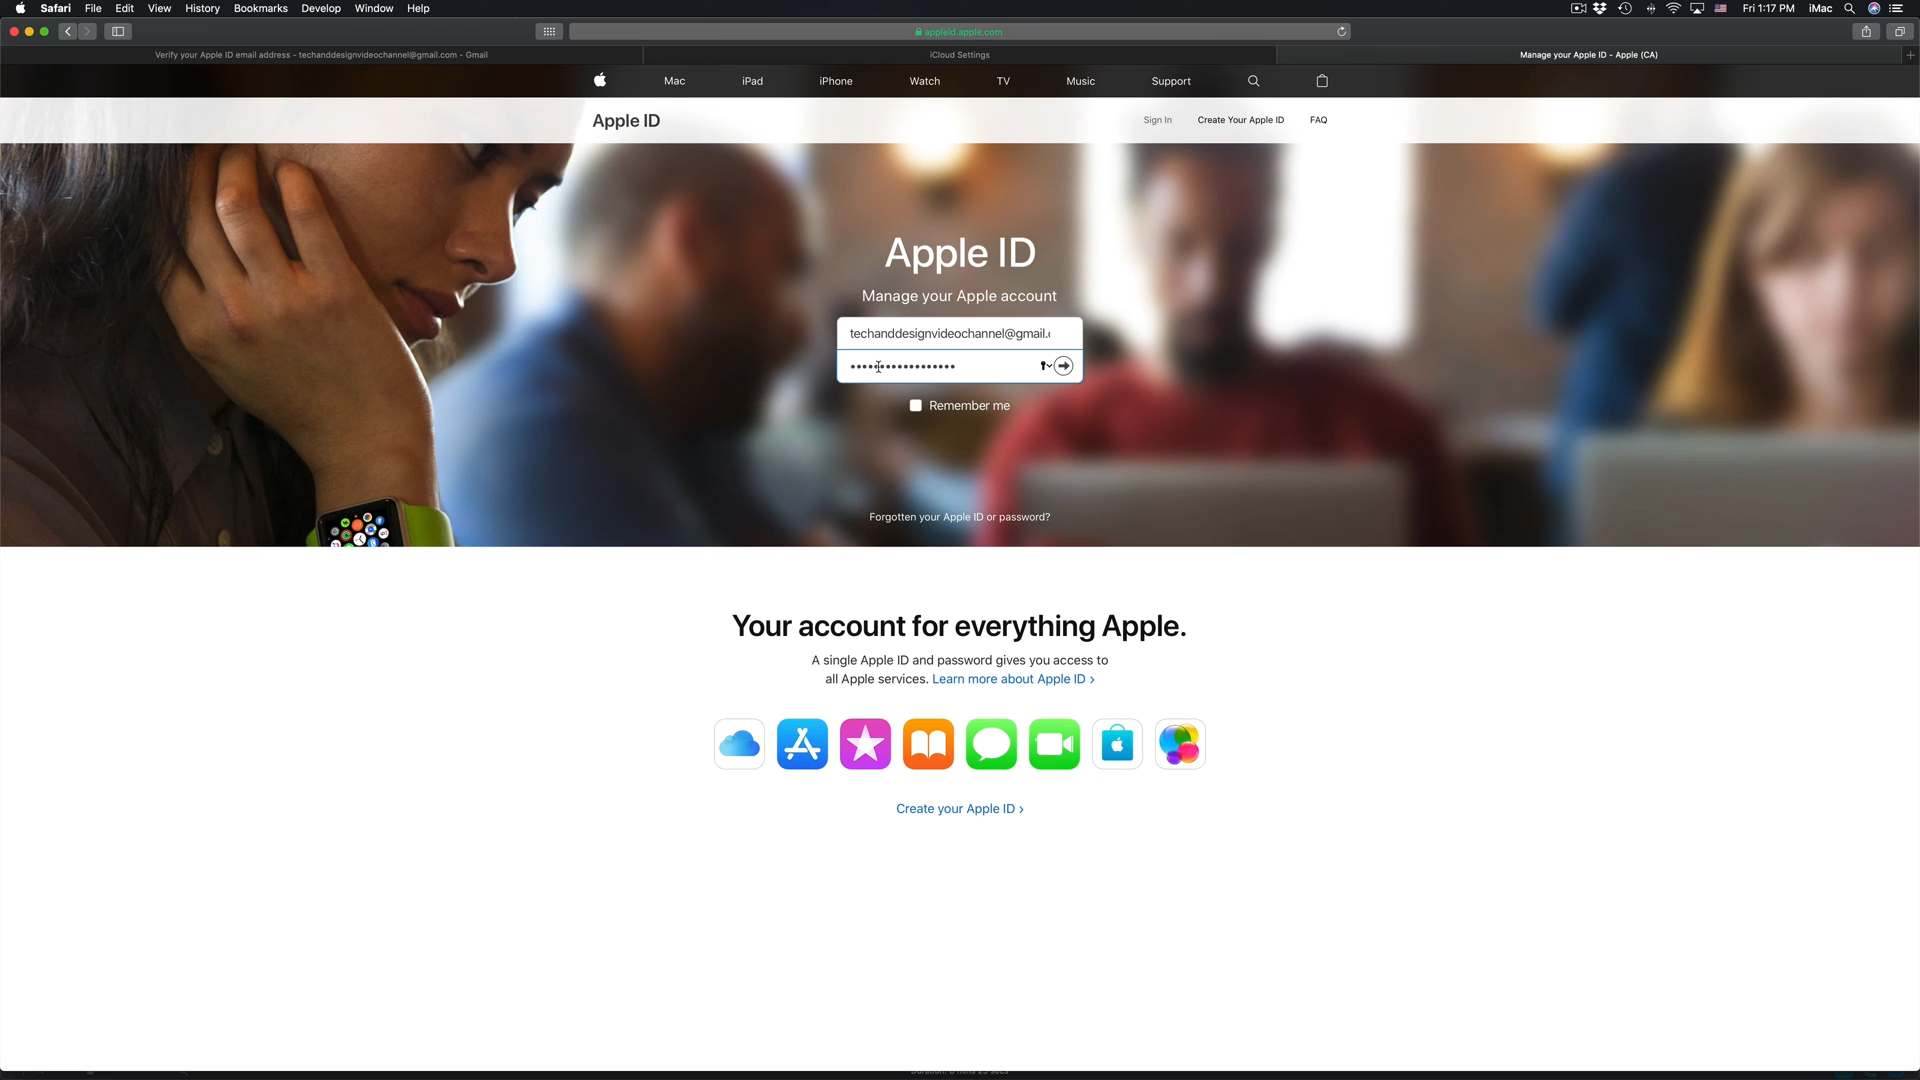 Safari File Edit View History Bookmarks Develop Window Help Fri 1:17 PM iMac
appleid.apple.com
Verify your Apple ID email address - techanddesignvideochannel@gmail.com - Gmail iCloud Settings Manage your Apple ID - Apple (CA)
Mac iPad iPhone Watch TV Music Support
Apple ID Sign In Create Your Apple ID FAQ
Apple ID
Manage your Apple account
techanddesignvideochannel@gmail.
Remember me
Forgotten your Apple ID or password?
Your account for everything Apple.
A single Apple ID and password gives you access to
all Apple services. Learn more about Apple ID ›
Create your Apple ID ›